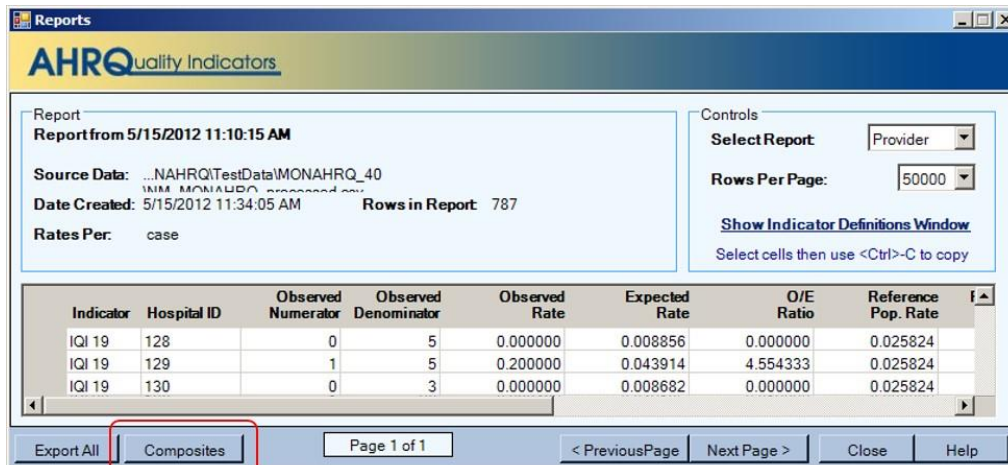 Reports
AHRQuality Indicators
Report
Report from 5/15/2012 11:10:15 AM
Source Data: ...NAHRQ\TestData\MONAHRQ_40
Date Created: 5/15/2012 11:34:05 AM Rows in Report: 787
Rates Per: case
Controls
Select Report: Provider
Rows Per Page: 50000
Show Indicator Definitions Window
Select cells then use <Ctrl>-C to copy
Indicator Hospital ID Observed Numerator Observed Denominator Observed Rate Expected Rate O/E Ratio Reference Pop. Rate
IQI 19 128 0 5 0.000000 0.008856 0.000000 0.025824
IQI 19 129 1 5 0.200000 0.043914 4.554333 0.025824
IQI 19 130 0 3 0.000000 0.008682 0.000000 0.025824
Export All Composites Page 1 of 1 < PreviousPage Next Page > Close Help